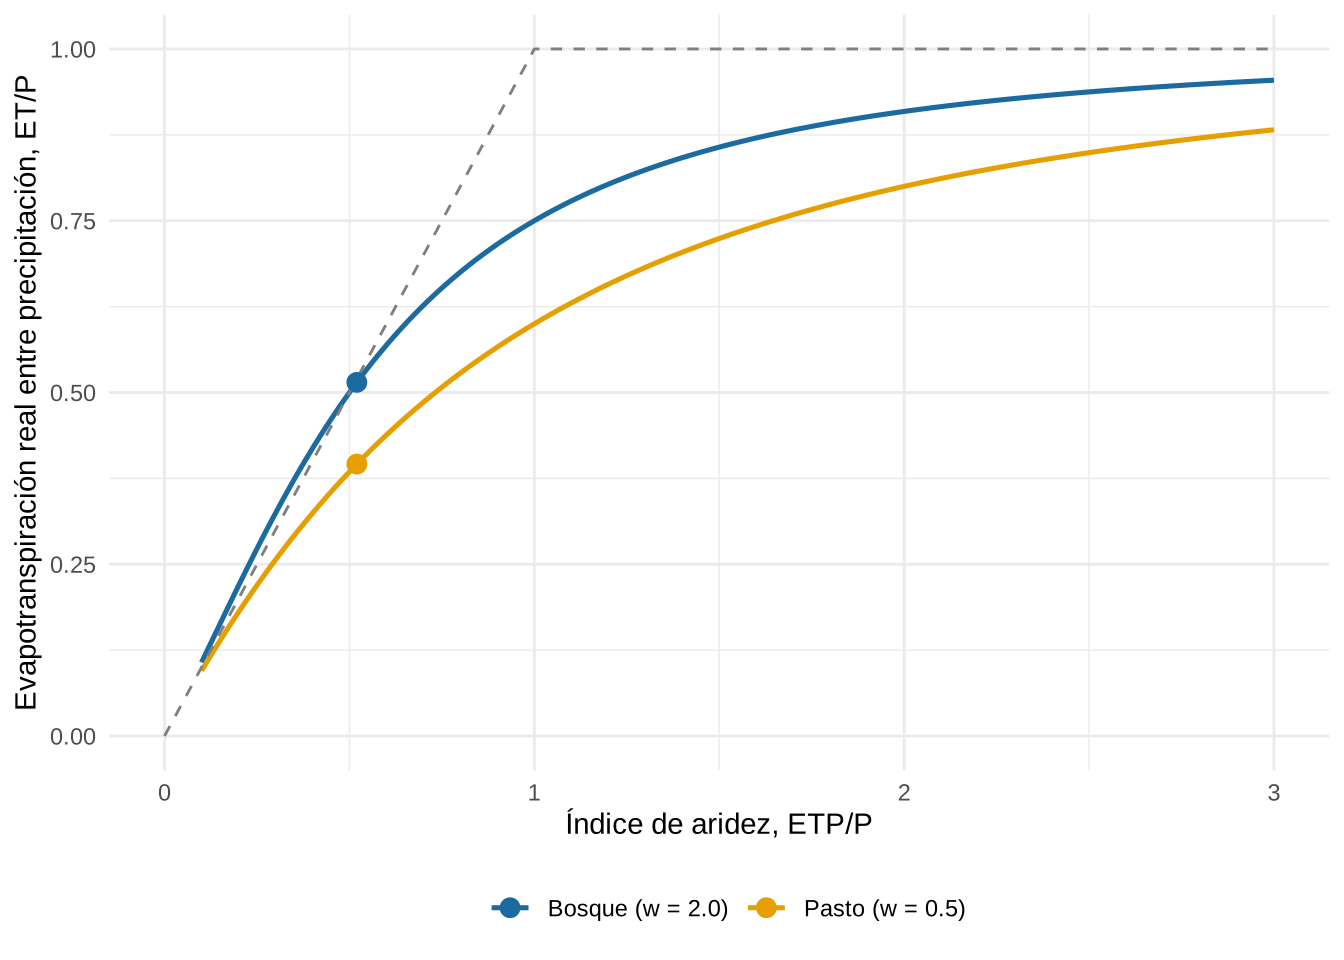 Evapotranspiración real entre precipitación, ET/P
1.00
0.75
0.50
0.25
0.00
0 1 2 3
Índice de aridez, ETP/P
Bosque (w = 2.0) Pasto (w = 0.5)